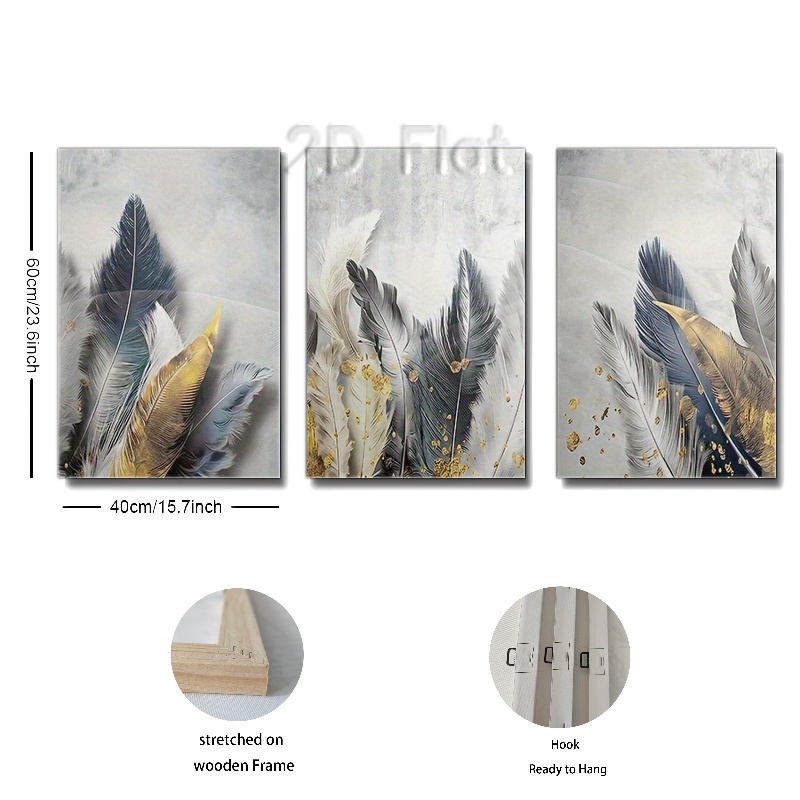 2D Flat
60cm/23.6inch
40cm/15.7inch
stretched on
wooden Frame
Hook
Ready to Hang